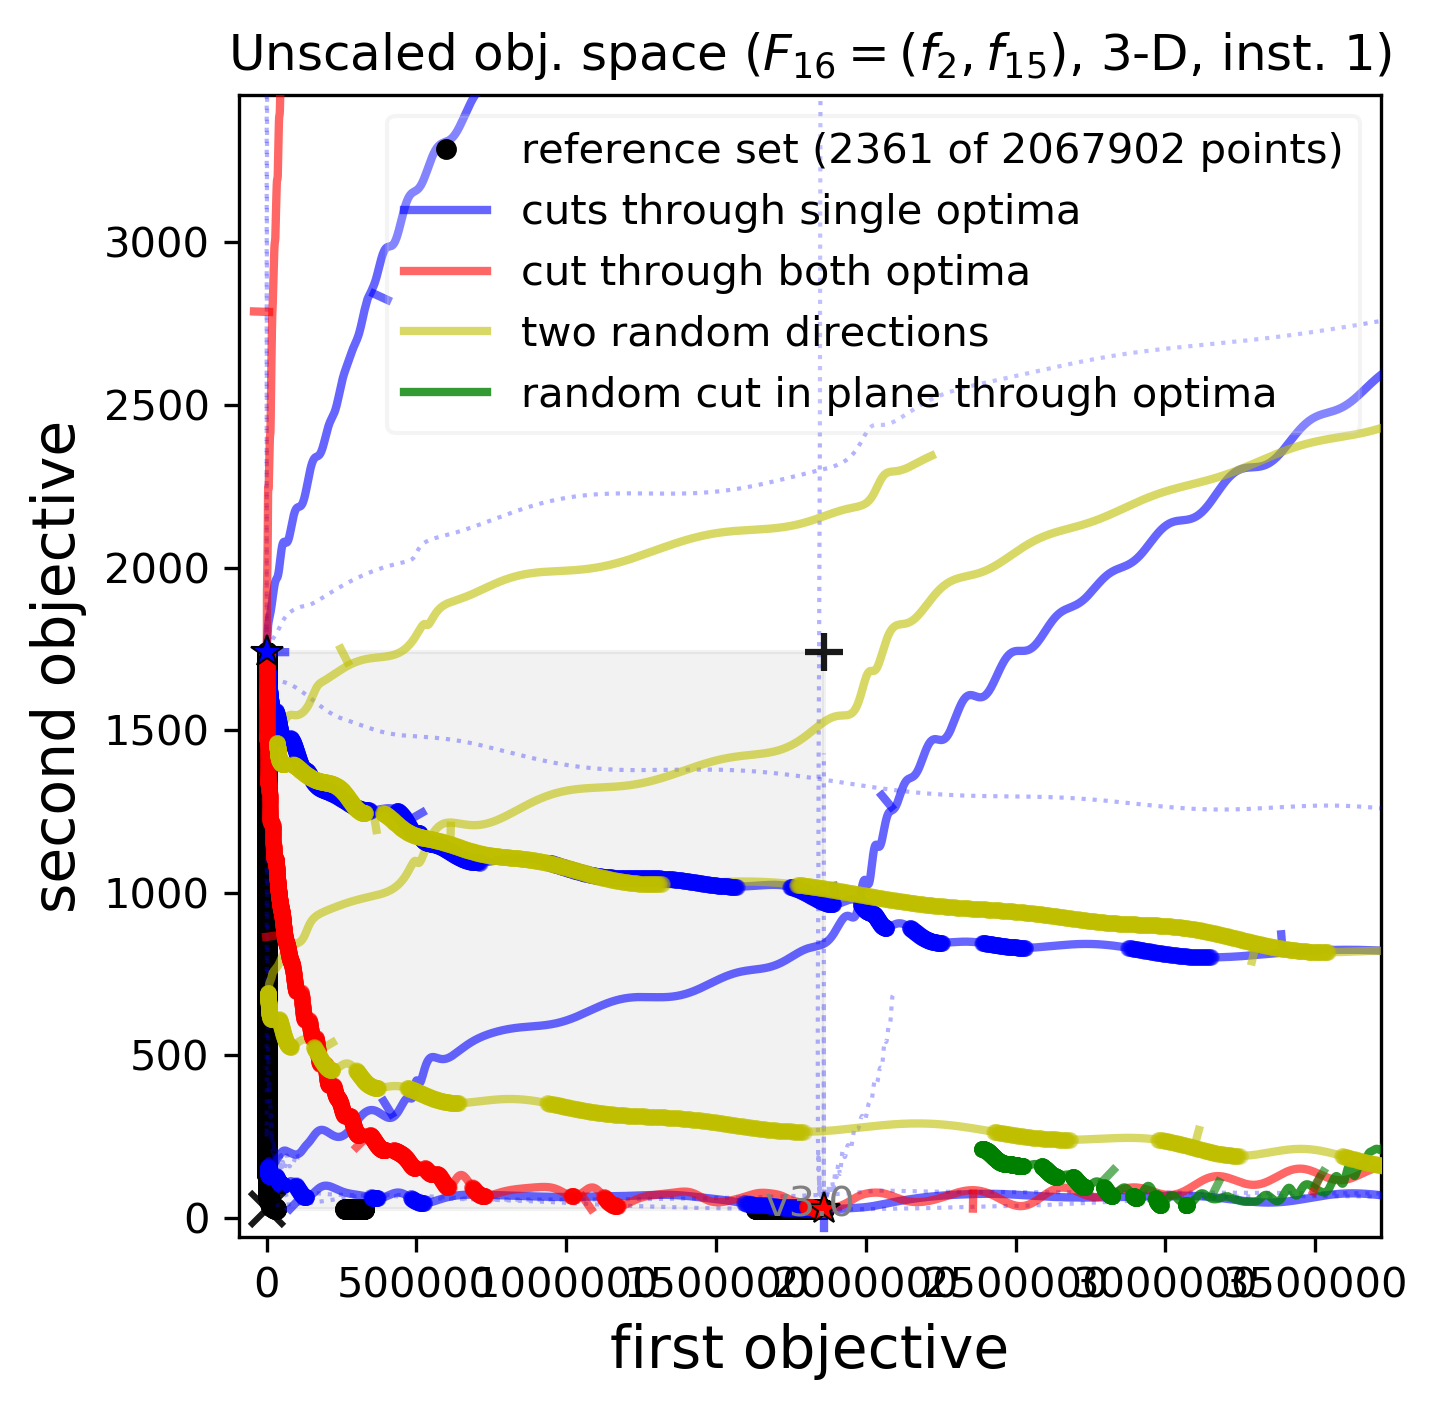 Unscaled obj. space (F₁₆ = (f₂, f₁₅), 3-D, inst. 1)
reference set (2361 of 2067902 points)
cuts through single optima
cut through both optima
two random directions
random cut in plane through optima
3000
2500
2000
1500
1000
500
0
second objective
v3.0
0 500000 1000000 1500000 2000000 2500000 3000000 3500000
first objective